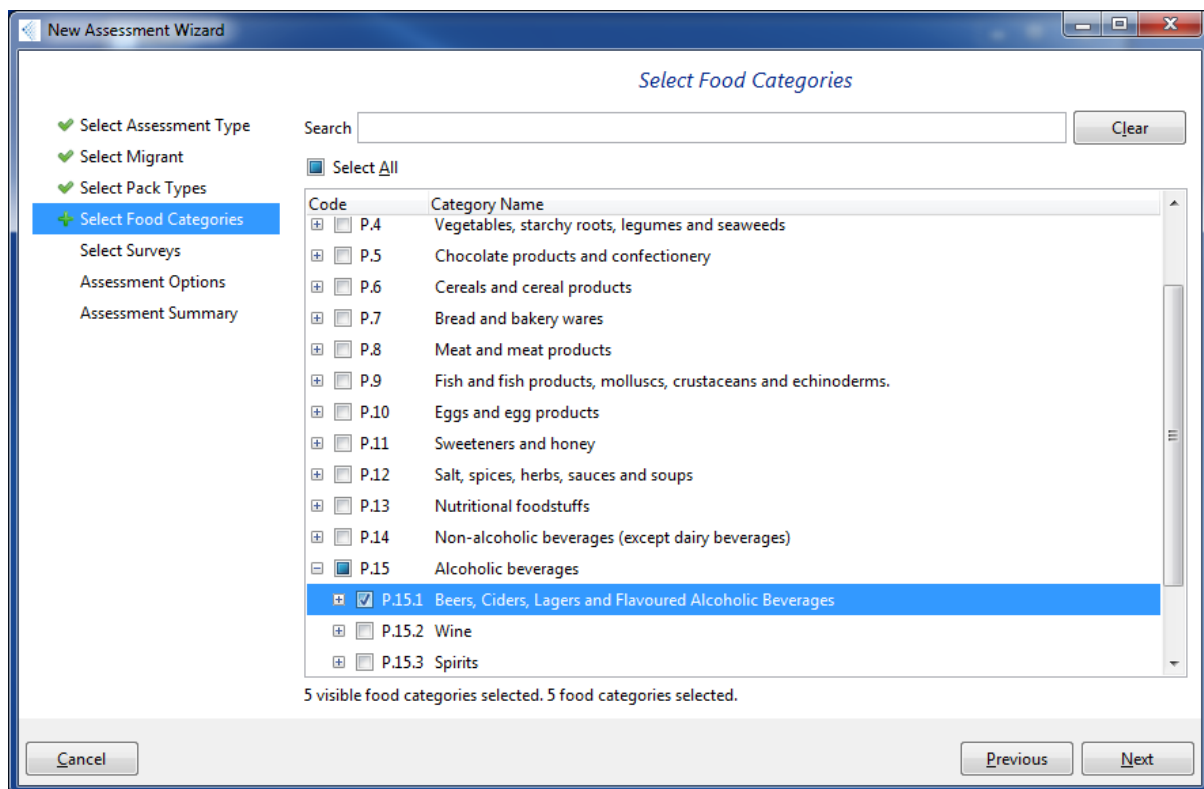 New Assessment Wizard
Select Food Categories
Select Assessment Type
Select Migrant
Select Pack Types
Select Food Categories
Select Surveys
Assessment Options
Assessment Summary
Search
Clear
Select All
Code Category Name
P.4 Vegetables, starchy roots, legumes and seaweeds
P.5 Chocolate products and confectionery
P.6 Cereals and cereal products
P.7 Bread and bakery wares
P.8 Meat and meat products
P.9 Fish and fish products, molluscs, crustaceans and echinoderms.
P.10 Eggs and egg products
P.11 Sweeteners and honey
P.12 Salt, spices, herbs, sauces and soups
P.13 Nutritional foodstuffs
P.14 Non-alcoholic beverages (except dairy beverages)
P.15 Alcoholic beverages
P.15.1 Beers, Ciders, Lagers and Flavoured Alcoholic Beverages
P.15.2 Wine
P.15.3 Spirits
5 visible food categories selected. 5 food categories selected.
Cancel Previous Next